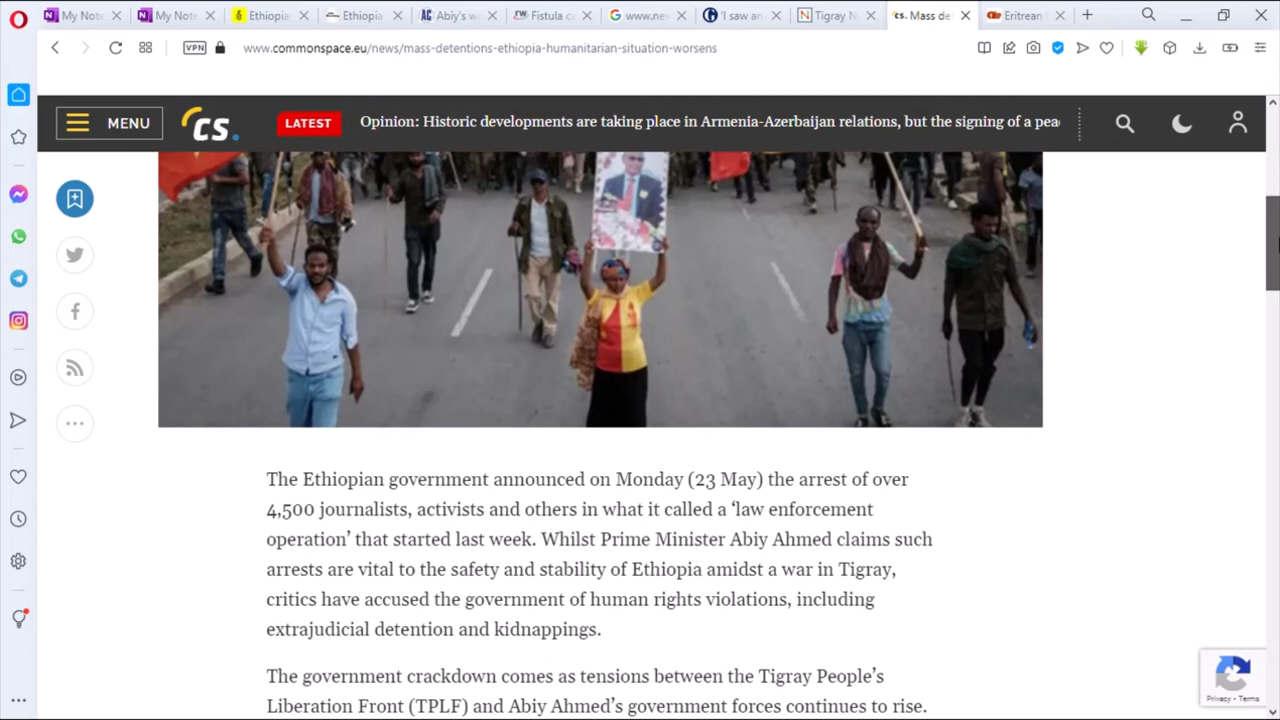 My Note
My Note
Ethiopia
Ethiopia
AC Abiy's w
rw. Fistula c
www.ne
'I saw an
Tigray N
cs. Mass de
Eritrean
VPN
www.commonspace.eu/news/mass-detentions-ethiopia-humanitarian-situation-worsens
MENU
cs.
LATEST
Opinion: Historic developments are taking place in Armenia-Azerbaijan relations, but the signing of a pea
The Ethiopian government announced on Monday (23 May) the arrest of over
4,500 journalists, activists and others in what it called a ‘law enforcement
operation’ that started last week. Whilst Prime Minister Abiy Ahmed claims such
arrests are vital to the safety and stability of Ethiopia amidst a war in Tigray,
critics have accused the government of human rights violations, including
extrajudicial detention and kidnappings.
The government crackdown comes as tensions between the Tigray People’s
Liberation Front (TPLF) and Abiy Ahmed’s government forces continues to rise.
Privacy - Terms